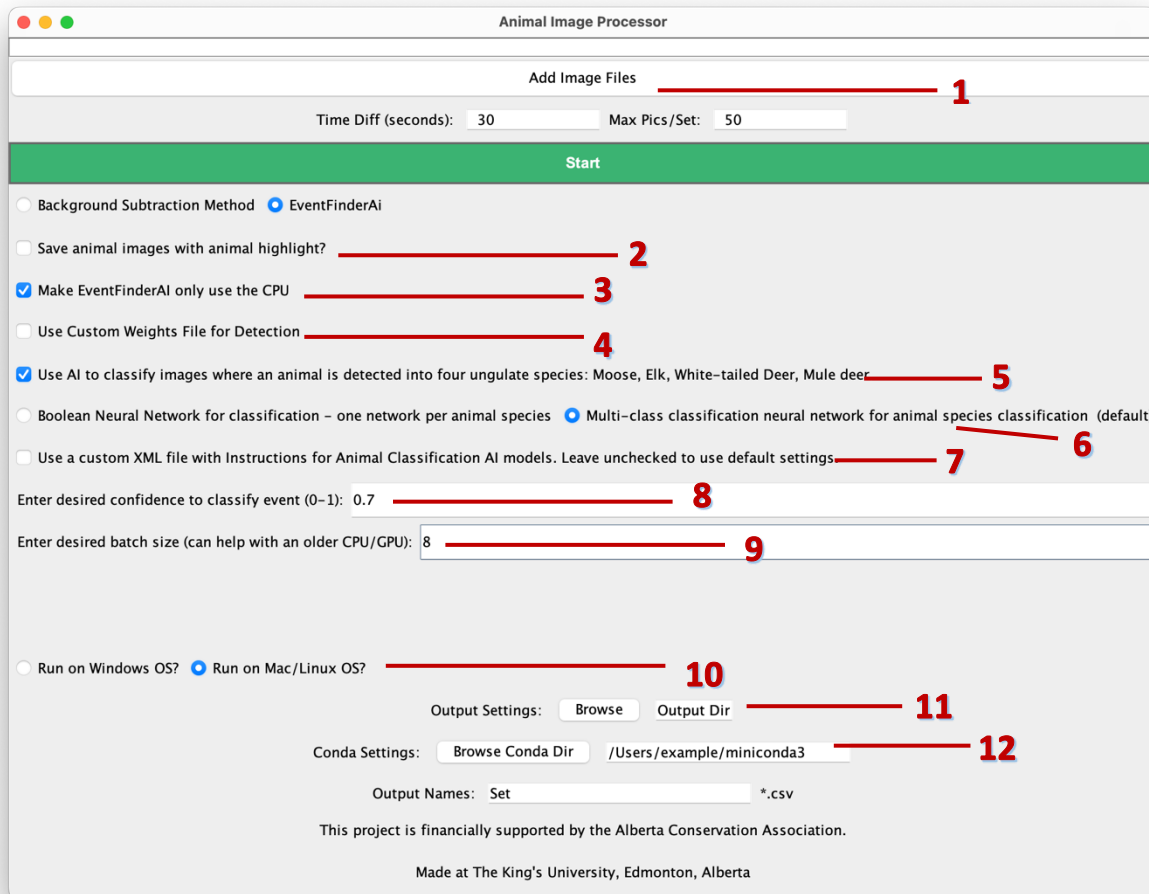 Animal Image Processor
Add Image Files 1
Time Diff (seconds): 30 Max Pics/Set: 50
Start
Background Subtraction Method EventFinderAi
Save animal images with animal highlight? 2
Make EventFinderAI only use the CPU 3
Use Custom Weights File for Detection 4
Use AI to classify images where an animal is detected into four ungulate species: Moose, Elk, White-tailed Deer, Mule deer 5
Boolean Neural Network for classification - one network per animal species Multi-class classification neural network for animal species classification (default 6
Use a custom XML file with Instructions for Animal Classification AI models. Leave unchecked to use default settings. 7
Enter desired confidence to classify event (0-1): 0.7 8
Enter desired batch size (can help with an older CPU/GPU): 8 9
Run on Windows OS? Run on Mac/Linux OS? 10
Output Settings: Browse Output Dir 11
Conda Settings: Browse Conda Dir /Users/example/miniconda3 12
Output Names: Set *.csv
This project is financially supported by the Alberta Conservation Association.
Made at The King's University, Edmonton, Alberta